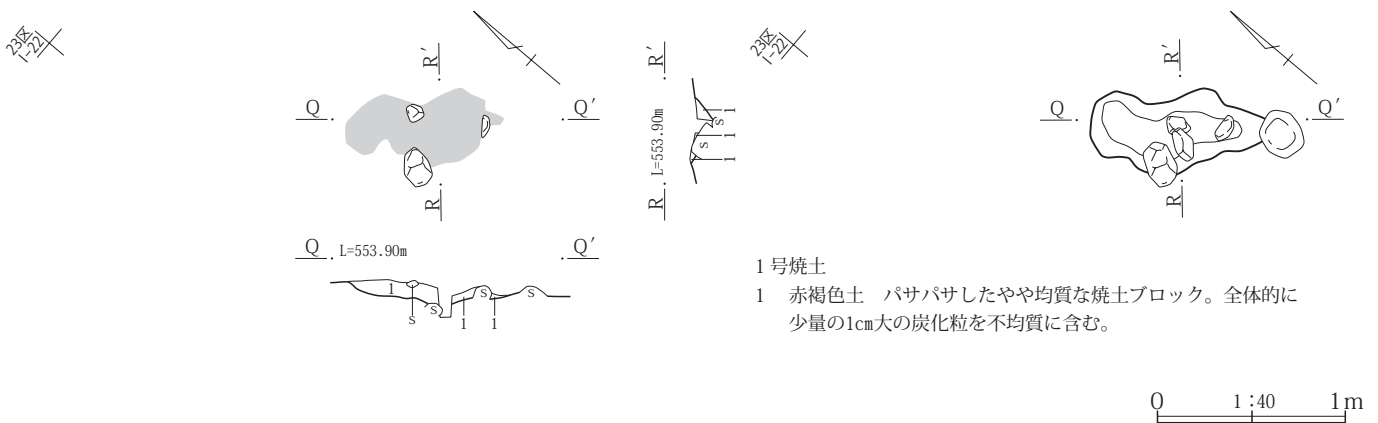 23区
I-22
R′
Q
Q′
R
R′
L=553.90m
R
1
1
1
S
S
Q
L=553.90m
Q′
1
S
S
S
S
1
1
23区
I-22
R′
Q
Q′
R
1号焼土
1 赤褐色土 パサパサしたやや均質な焼土ブロック。全体的に
少量の1cm大の炭化粒を不均質に含む。
0 1:40 1m